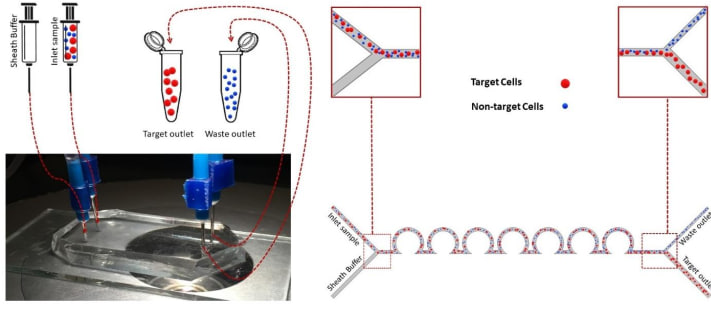 Sheath Buffer
Inlet sample
Target outlet
Waste outlet
Target Cells
Non-target Cells
Inlet sample
Sheath Buffer
Waste outlet
Target outlet